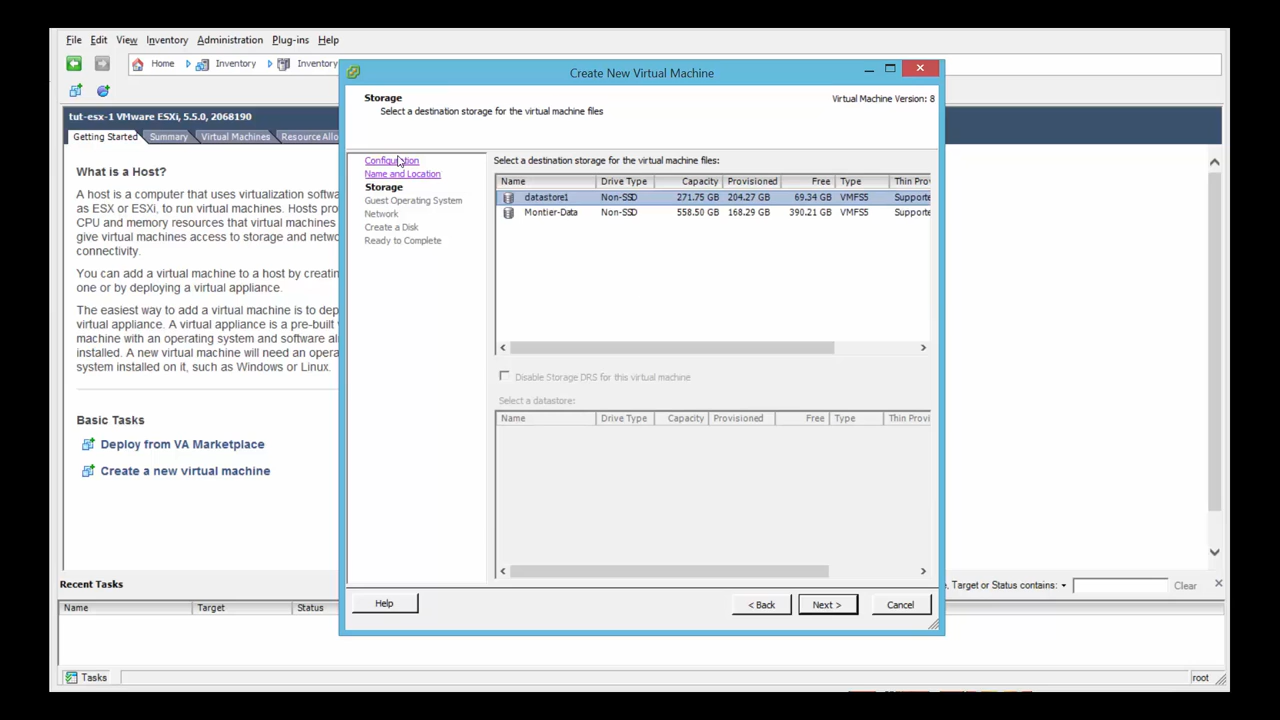 File Edit View Inventory Administration Plug-ins Help
Home Inventory Inventory
Create New Virtual Machine
tut-esx-1 VMware ESXi, 5.5.0, 2068190
Getting Started Summary Virtual Machines Resource Allo
What is a Host?
A host is a computer that uses virtualization softwa
as ESX or ESXi, to run virtual machines. Hosts pro
CPU and memory resources that virtual machines
give virtual machines access to storage and netw
connectivity.
You can add a virtual machine to a host by creatin
one or by deploying a virtual appliance.
The easiest way to add a virtual machine is to dep
virtual appliance. A virtual appliance is a pre-built
machine with an operating system and software al
installed. A new virtual machine will need an opera
system installed on it, such as Windows or Linux.
Basic Tasks
Deploy from VA Marketplace
Create a new virtual machine
Storage
Select a destination storage for the virtual machine files
Virtual Machine Version: 8
Configuration
Name and Location
Storage
Guest Operating System
Network
Create a Disk
Ready to Complete
Select a destination storage for the virtual machine files:
Name Drive Type Capacity Provisioned Free Type Thin Prov
datastore1 Non-SSD 271.75 GB 204.27 GB 69.34 GB VMFS5 Supporte
Montier-Data Non-SSD 558.50 GB 168.29 GB 390.21 GB VMFS5 Supporte
Disable Storage DRS for this virtual machine
Select a datastore:
Name Drive Type Capacity Provisioned Free Type Thin Provi
Help < Back Next > Cancel
Recent Tasks
, Target or Status contains: Clear
Name Target Status
Tasks
root